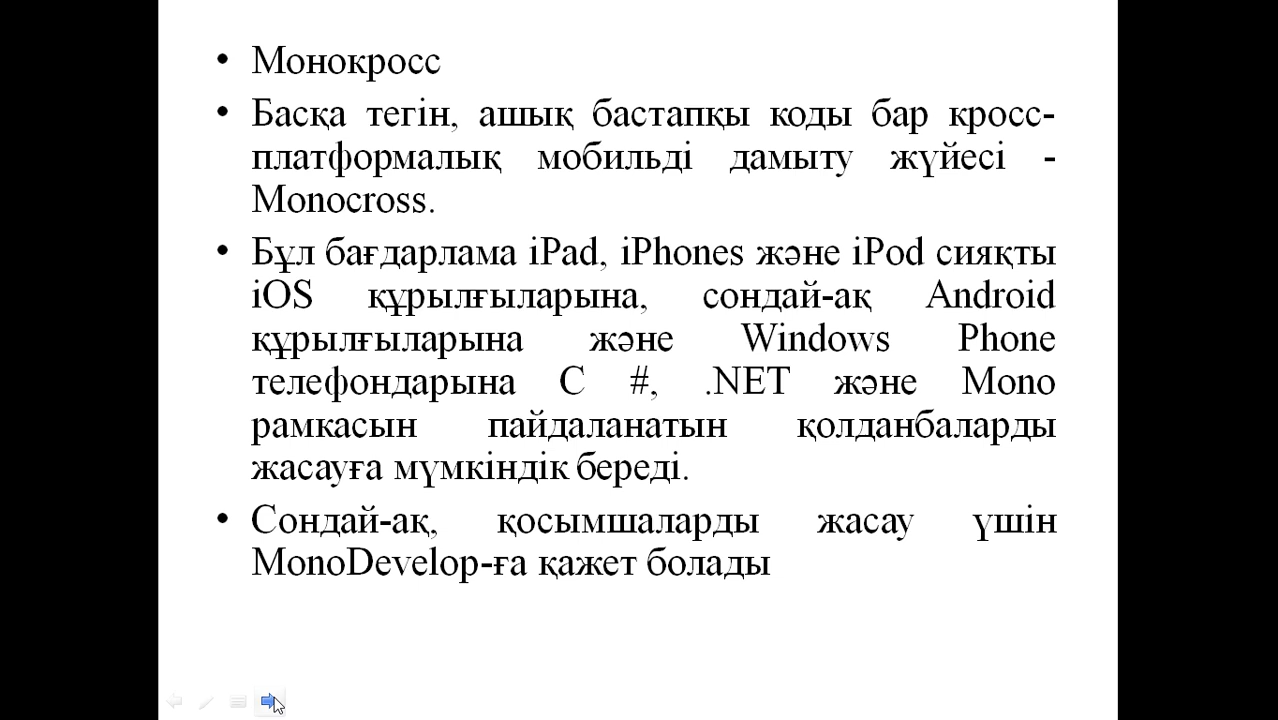 • Монокросс
• Басқа тегін, ашық бастапқы коды бар кросс-
платформалық мобильді дамыту жүйесі -
Monocross.
• Бұл бағдарлама iPad, iPhones және iPod сияқты
iOS құрылғыларына, сондай-ақ Android
құрылғыларына және Windows Phone
телефондарына C #, .NET және Mono
рамкасын пайдаланатын қолданбаларды
жасауға мүмкіндік береді.
• Сондай-ақ, қосымшаларды жасау үшін
MonoDevelop-ға қажет болады